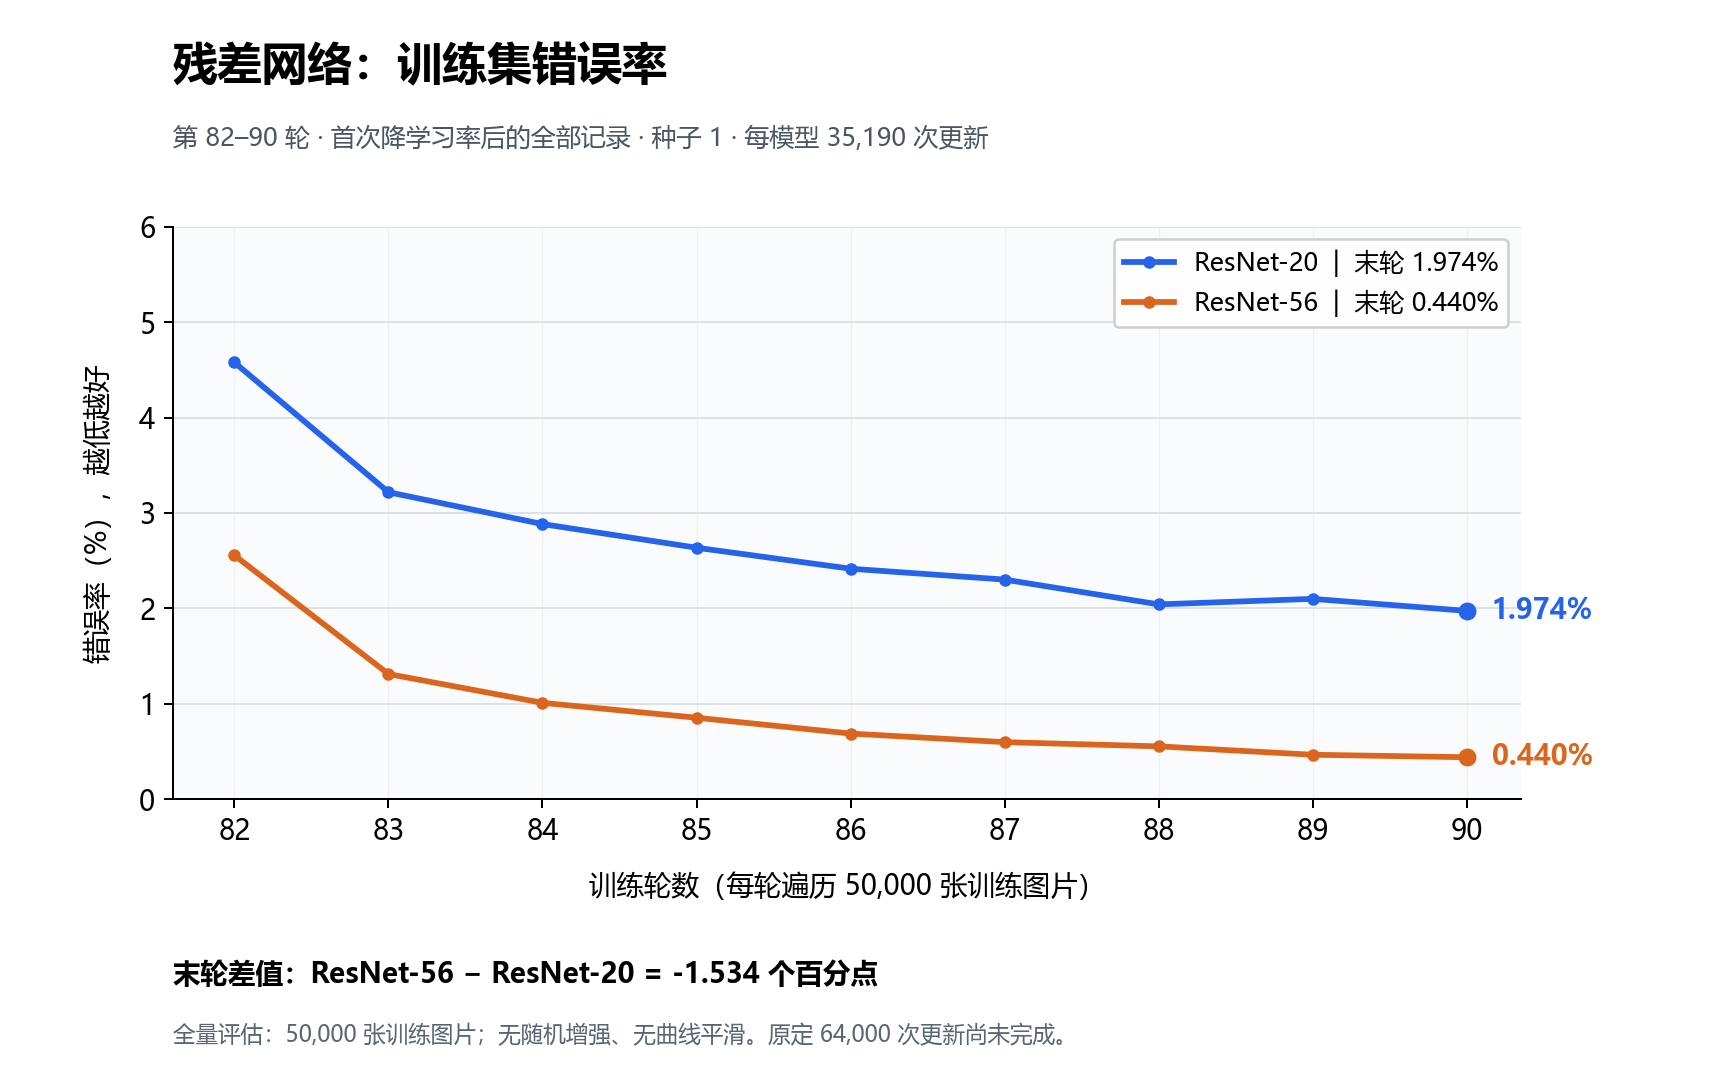 残差网络：训练集错误率
第 82–90 轮 · 首次降学习率后的全部记录 · 种子 1 · 每模型 35,190 次更新
错误率（%），越低越好
6
5
4
3
2
1
0
ResNet-20 | 末轮 1.974%
ResNet-56 | 末轮 0.440%
1.974%
0.440%
82 83 84 85 86 87 88 89 90
训练轮数（每轮遍历 50,000 张训练图片）
末轮差值：ResNet-56 − ResNet-20 = -1.534 个百分点
全量评估：50,000 张训练图片；无随机增强、无曲线平滑。原定 64,000 次更新尚未完成。